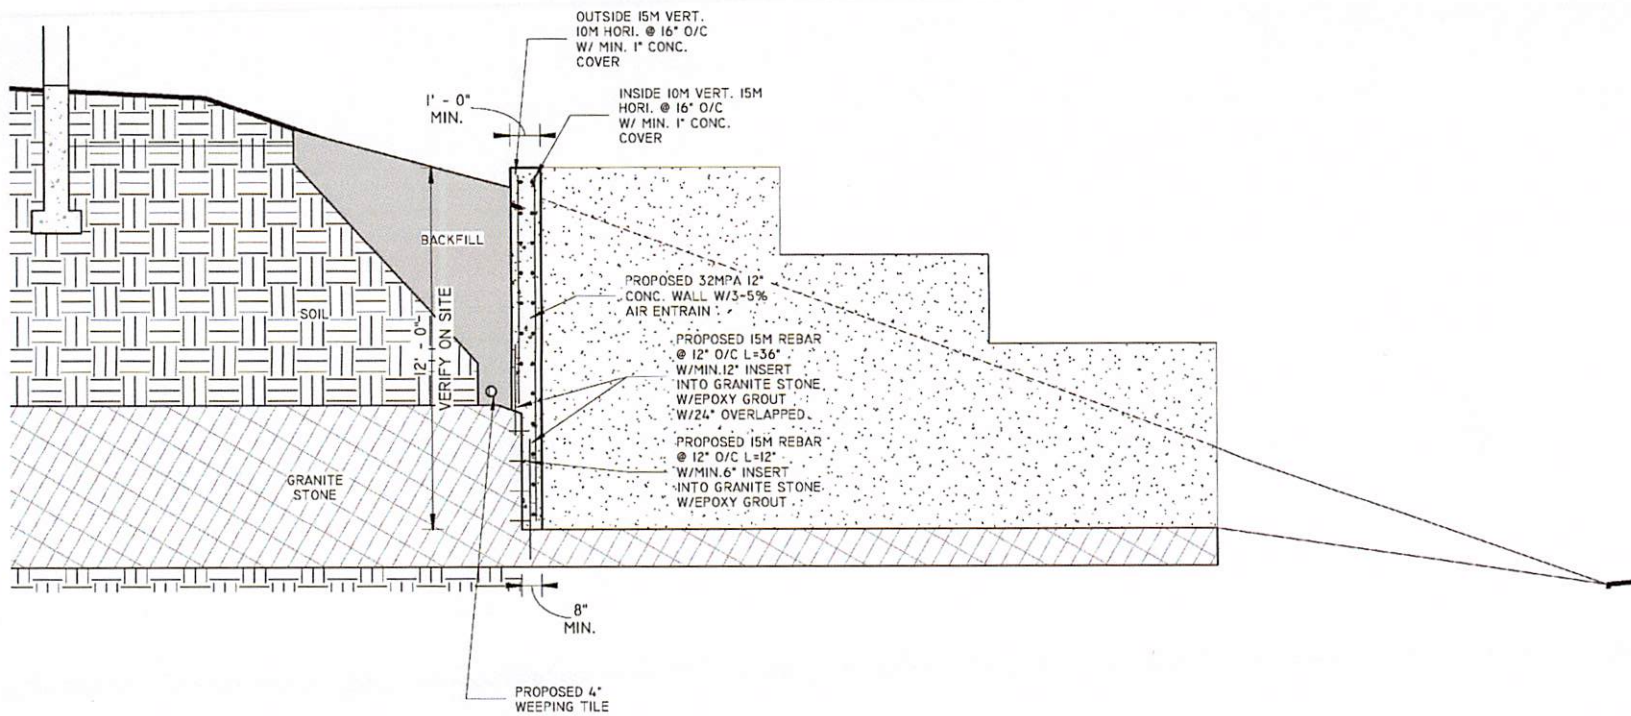 OUTSIDE 15M VERT.
10M HORI. @ 16" O/C
W/ MIN. 1" CONC.
COVER
INSIDE 10M VERT. 15M
HORI. @ 16" O/C
W/ MIN. 1" CONC.
COVER
1' - 0"
MIN.
BACKFILL
SOIL
12' - 0"
VERIFY ON SITE
PROPOSED 32MPA 12"
CONC. WALL W/3-5%
AIR ENTRAIN
PROPOSED 15M REBAR
@ 12" O/C L=36"
W/MIN.12" INSERT
INTO GRANITE STONE
W/EPOXY GROUT
W/24" OVERLAPPED
PROPOSED 15M REBAR
@ 12" O/C L=12"
W/MIN.6" INSERT
INTO GRANITE STONE
W/EPOXY GROUT
GRANITE
STONE
8"
MIN.
PROPOSED 4"
WEEPING TILE